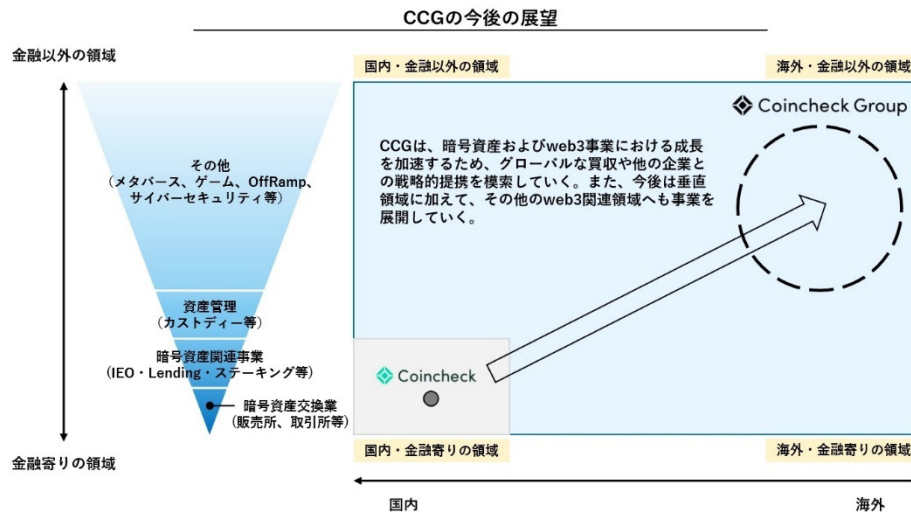 CCGの今後の展望
金融以外の領域
国内・金融以外の領域
海外・金融以外の領域
Coincheck Group
CCGは、暗号資産およびweb3事業における成長
を加速するため、グローバルな買収や他の企業と
の戦略的提携を模索していく。また、今後は垂直
領域に加えて、その他のweb3関連領域へも事業を
展開していく。
その他
(メタバース、ゲーム、OffRamp、
サイバーセキュリティ等)
資産管理
(カストディー等)
暗号資産関連事業
(IEO・Lending・ステーキング等)
暗号資産交換業
(販売所、取引所等)
Coincheck
金融寄りの領域
国内・金融寄りの領域
海外・金融寄りの領域
国内
海外